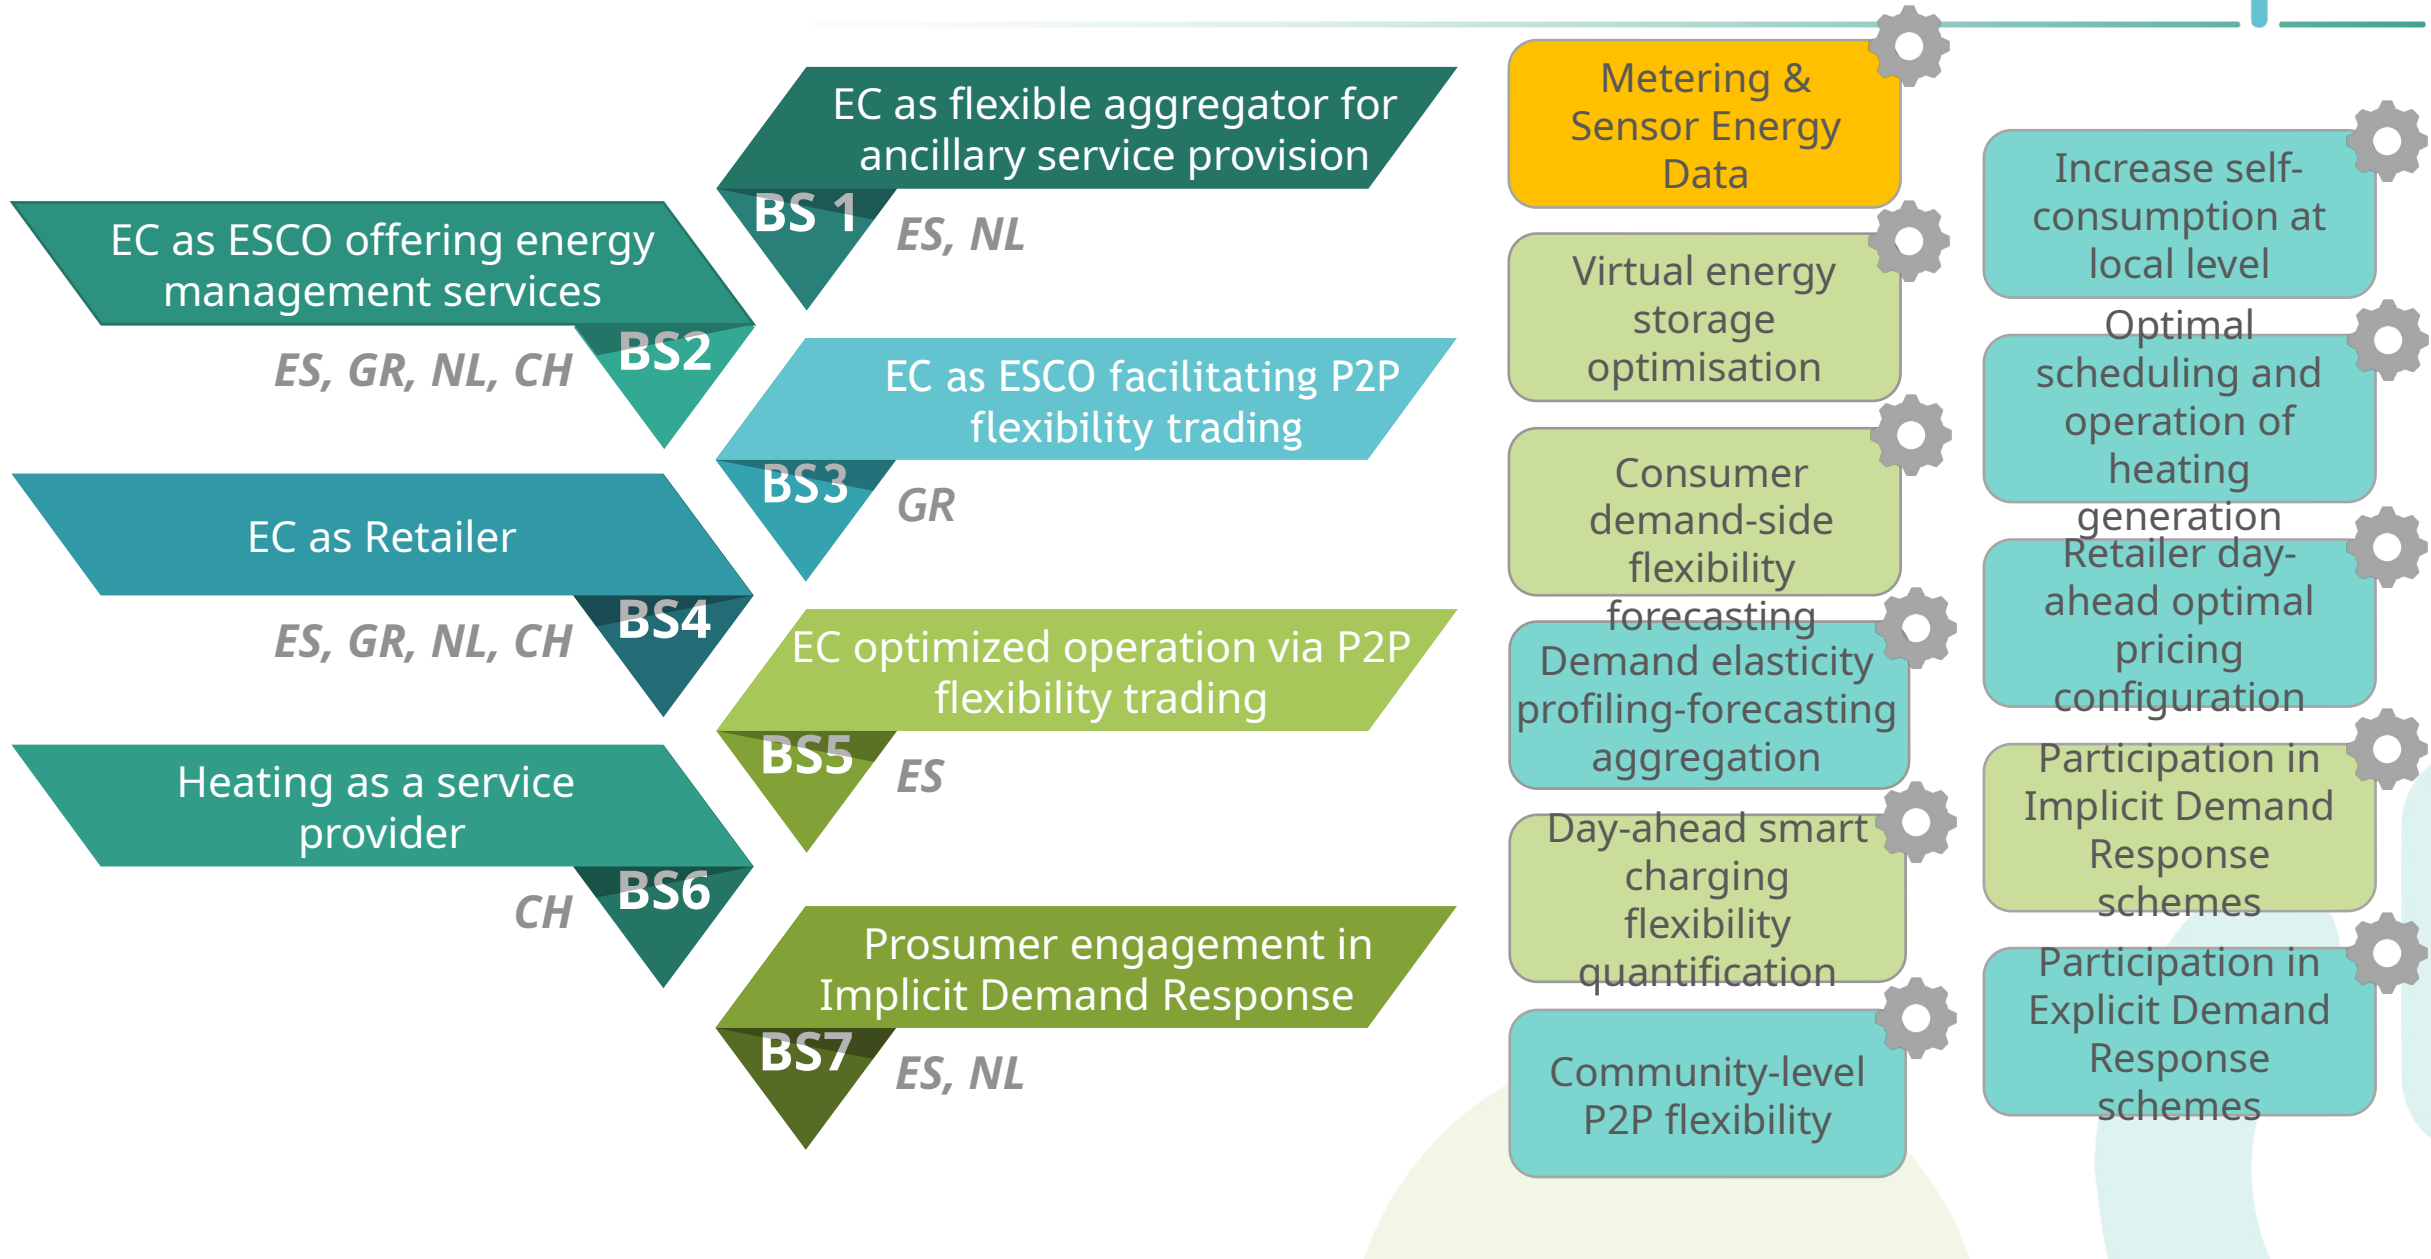 EC as flexible aggregator for
ancillary service provision
BS 1
ES, NL
EC as ESCO offering energy
management services
BS2
ES, GR, NL, CH
EC as ESCO facilitating P2P
flexibility trading
BS3
GR
EC as Retailer
BS4
ES, GR, NL, CH
EC optimized operation via P2P
flexibility trading
BS5
ES
Heating as a service
provider
BS6
CH
Prosumer engagement in
Implicit Demand Response
BS7
ES, NL
Metering &
Sensor Energy
Data
Virtual energy
storage
optimisation
Consumer
demand-side
flexibility
forecasting
Demand elasticity
profiling-forecasting
aggregation
Day-ahead smart
charging
flexibility
quantification
Community-level
P2P flexibility
Increase self-
consumption at
local level
Optimal
scheduling and
operation of
heating
generation
Retailer day-
ahead optimal
pricing
configuration
Participation in
Implicit Demand
Response
schemes
Participation in
Explicit Demand
Response
schemes